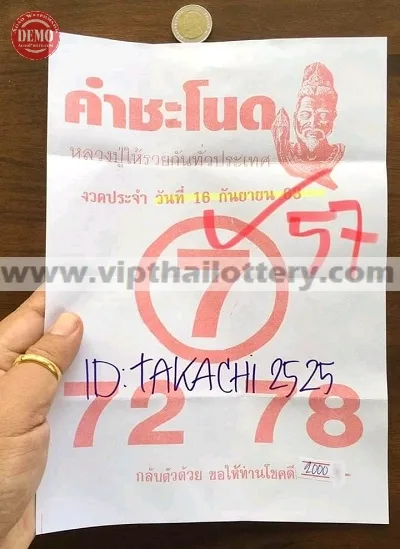 DEMO
คำชะโนด
หลวงปู่ให้รวยกันทั่วประเทศ
งวดประจำ วันที่ 16 กันยายน 63
57
7
www.vipthailottery.com
ID: TAKACHI 2525
72 78
กลับตัวด้วย ขอให้ท่านโชคดี 2000 -